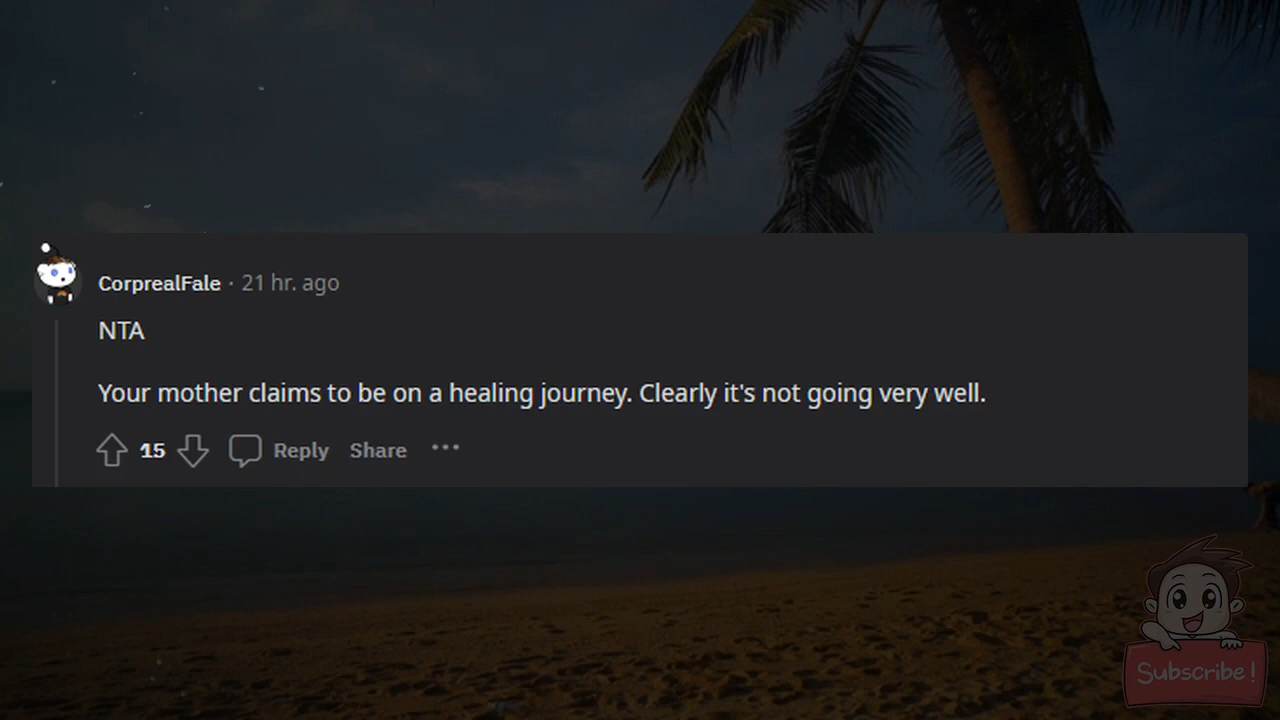 CorprealFale · 21 hr. ago
NTA
Your mother claims to be on a healing journey. Clearly it's not going very well.
15 Reply Share •••
Subscribe!